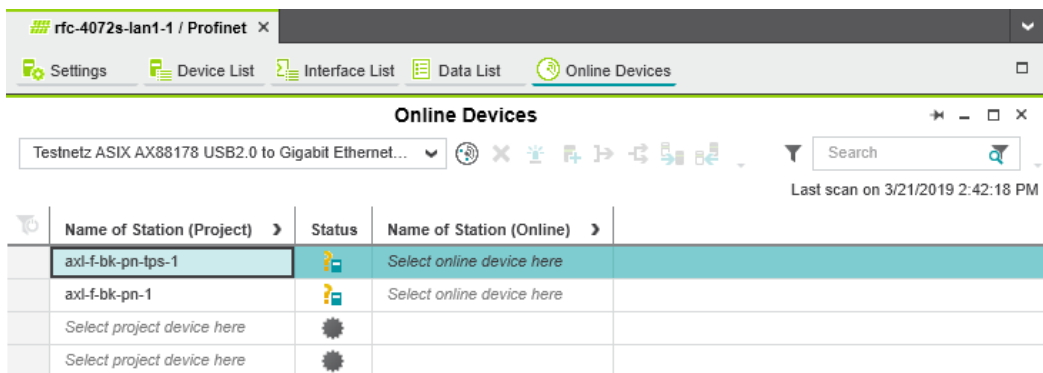 rfc-4072s-lan1-1 / Profinet
Settings Device List Interface List Data List Online Devices
Online Devices
Testnetz ASIX AX88178 USB2.0 to Gigabit Ethernet... Search
Last scan on 3/21/2019 2:42:18 PM
Name of Station (Project) Status Name of Station (Online)
axl-f-bk-pn-tps-1 Select online device here
axl-f-bk-pn-1 Select online device here
Select project device here
Select project device here